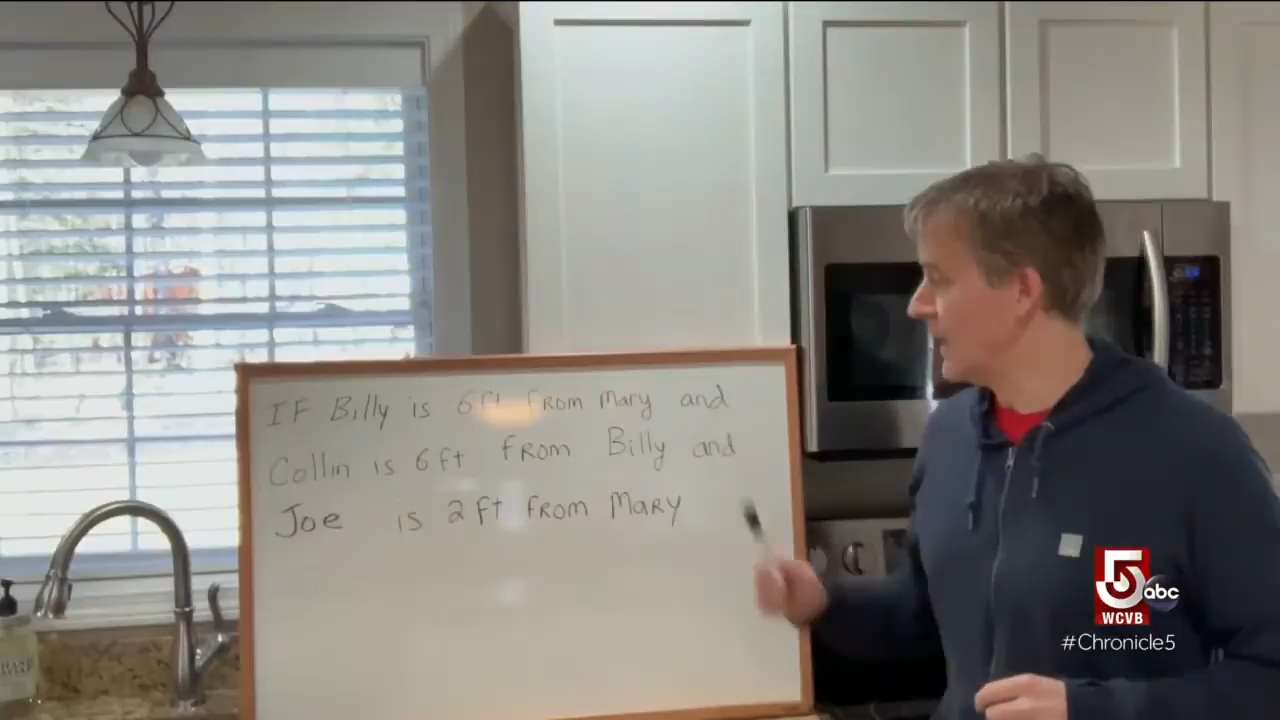 IF Billy is 6ft from Mary and
Collin is 6ft from Billy and
Joe is 2ft from Mary
5 abc
WCVB
#Chronicle5